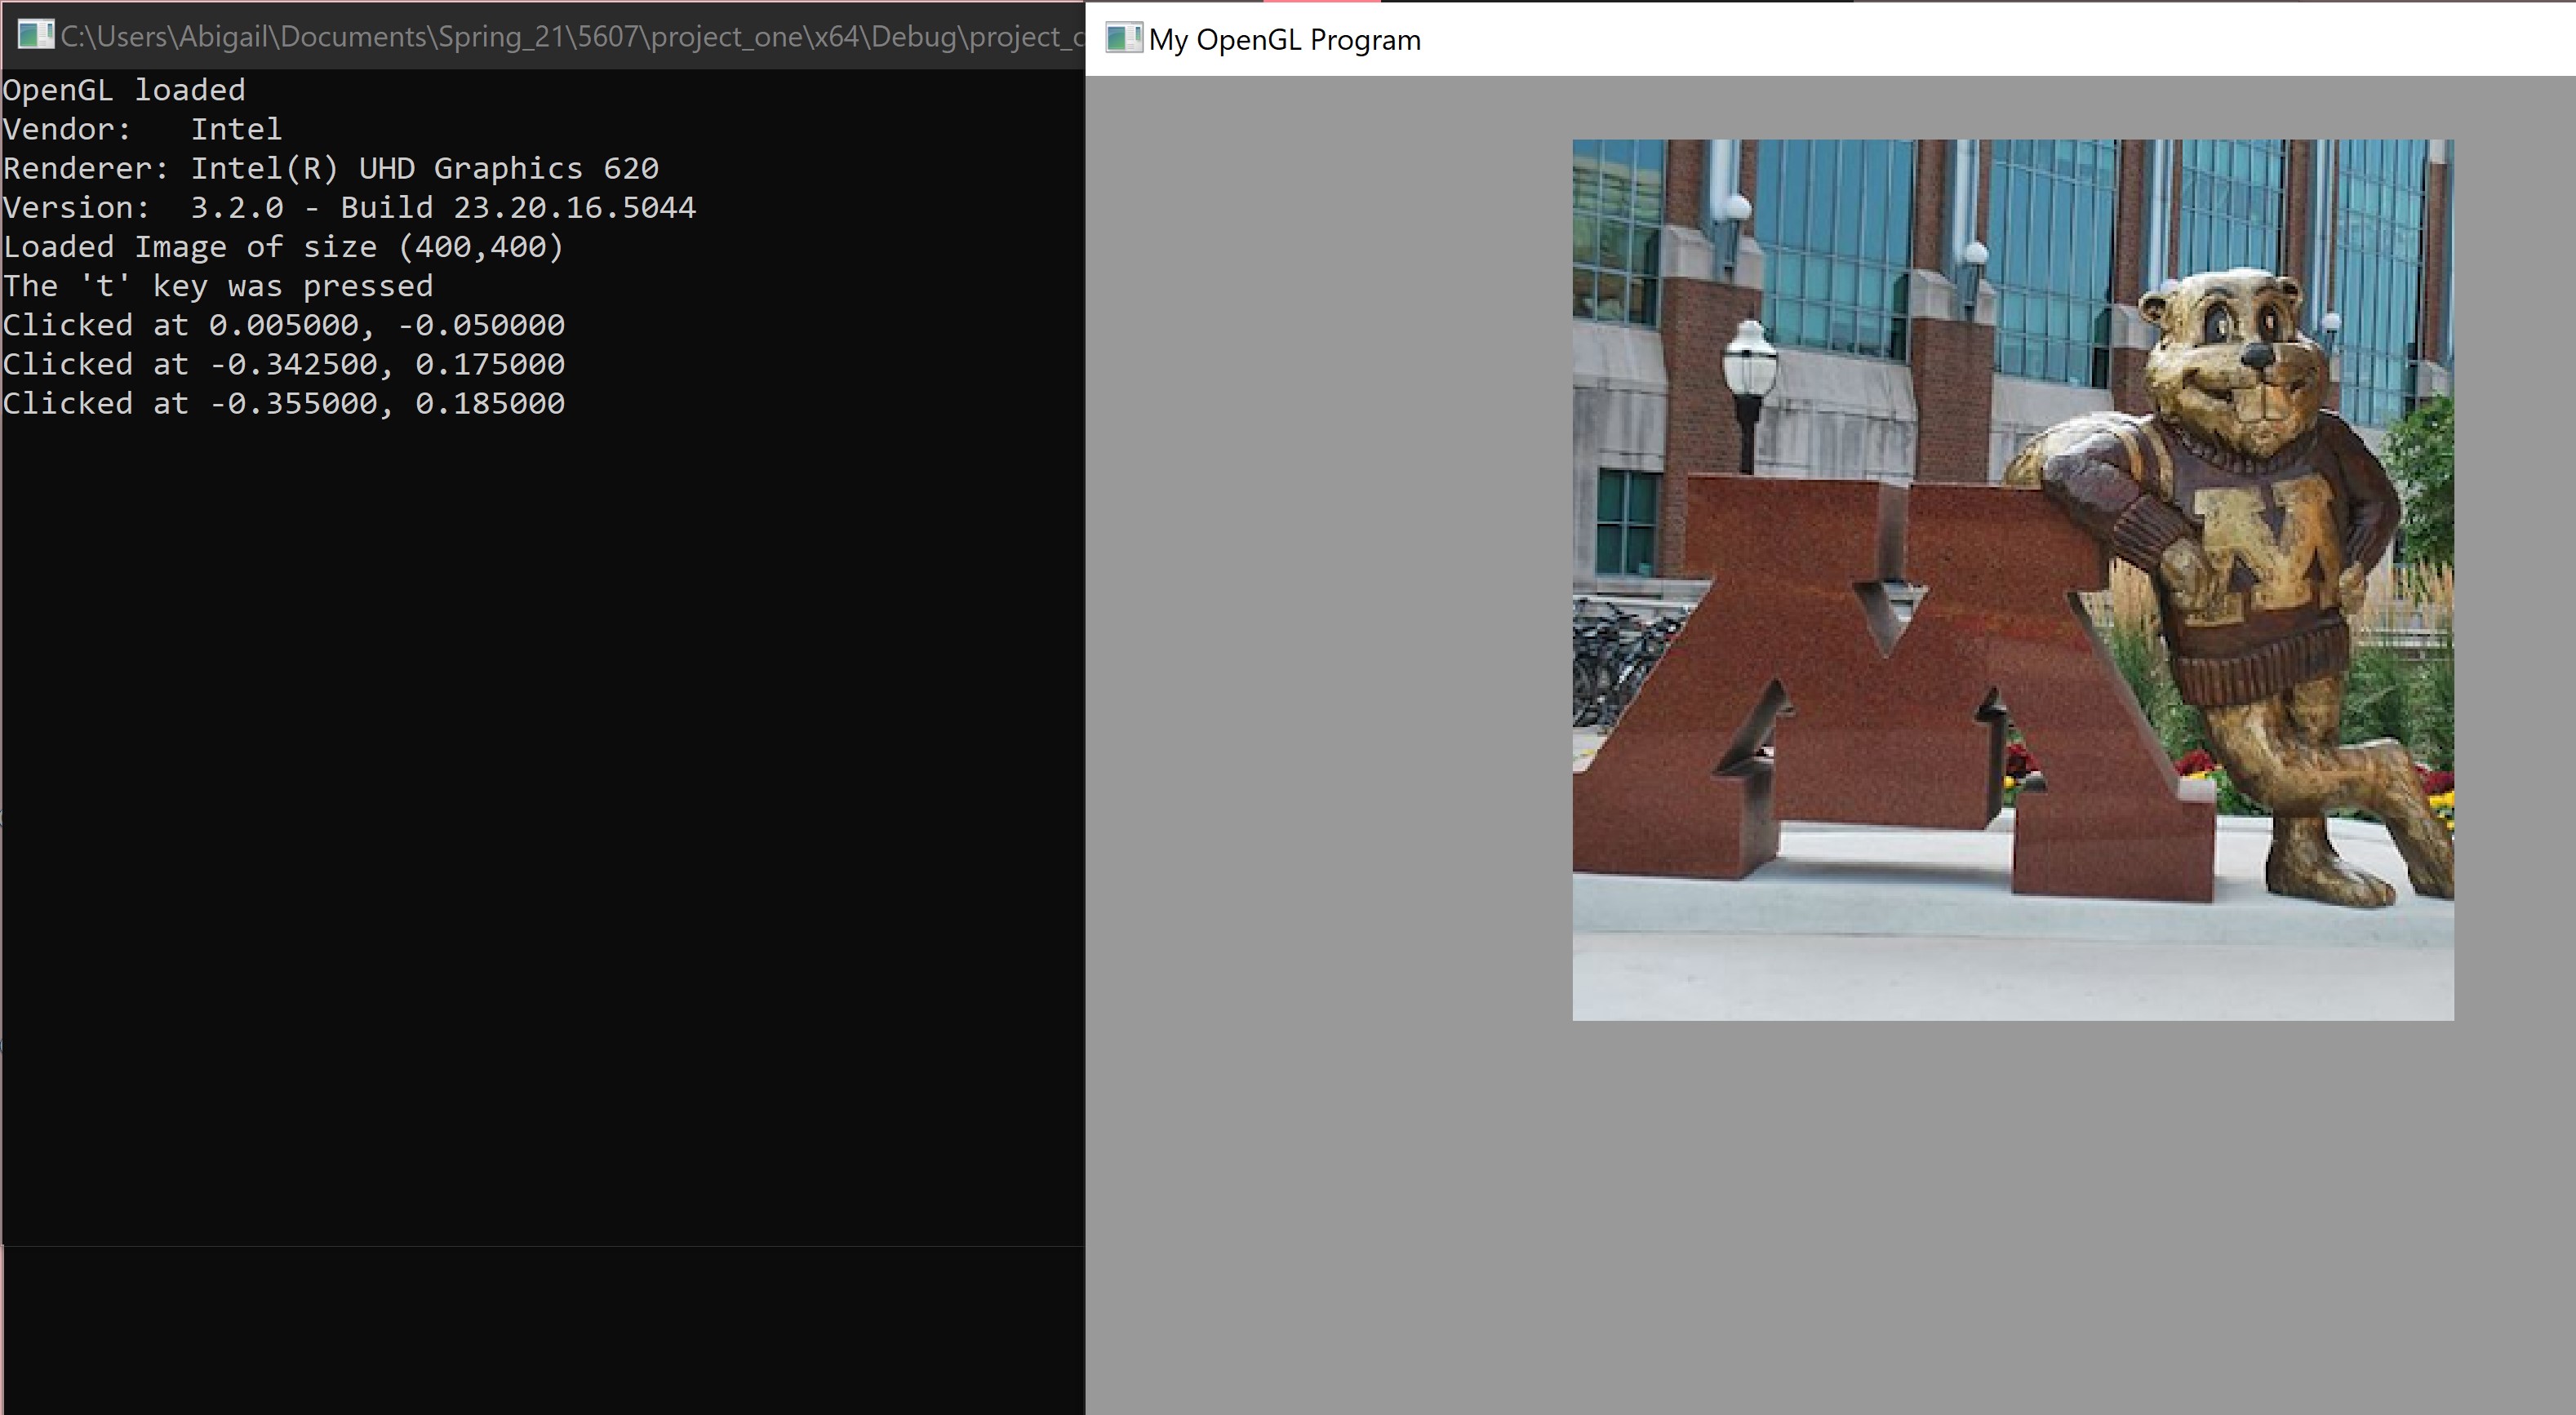 C:\Users\Abigail\Documents\Spring_21\5607\project_one\x64\Debug\project_c
OpenGL loaded
Vendor:   Intel
Renderer: Intel(R) UHD Graphics 620
Version:  3.2.0 - Build 23.20.16.5044
Loaded Image of size (400,400)
The 't' key was pressed
Clicked at 0.005000, -0.050000
Clicked at -0.342500, 0.175000
Clicked at -0.355000, 0.185000
My OpenGL Program
M
M